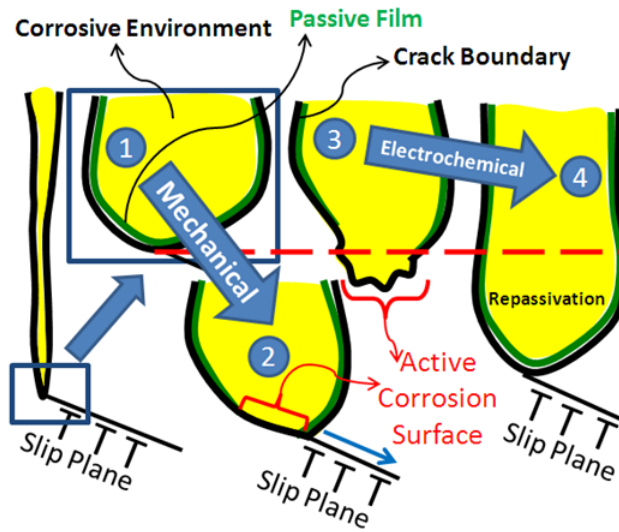 Passive Film
Corrosive Environment
Crack Boundary
1
3
Electrochemical
4
Mechanical
Repassivation
2
Active
Corrosion
Surface
Slip Plane
Slip Plane
Slip Plane